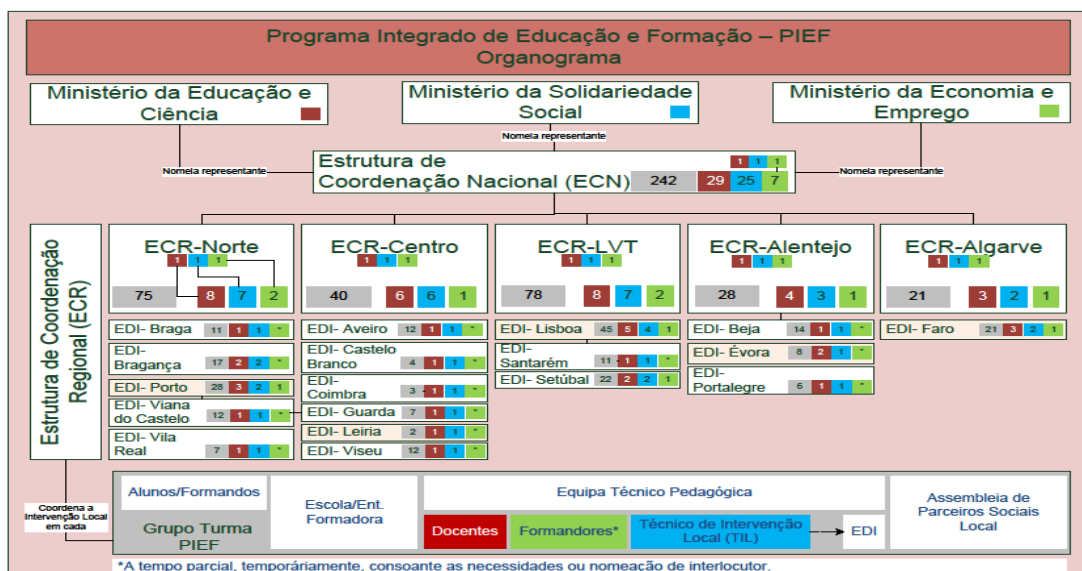 Programa Integrado de Educação e Formação – PIEF
Organograma
Ministério da Educação e
Ciência
Ministério da Solidariedade
Social
Ministério da Economia e
Emprego
Nomeia representante
Nomeia representante
Nomeia representante
Estrutura de
Coordenação Nacional (ECN)
1 1 1
242 29 25 7
Estrutura de Coordenação
Regional (ECR)
ECR-Norte
1 1 1
75 8 7 2
EDI- Braga 11 1 1 *
EDI-
Bragança 17 2 2 *
EDI- Porto 28 3 2 1
EDI- Viana
do Castelo 12 1 1 *
EDI- Vila
Real 7 1 1 *
ECR-Centro
1 1 1
40 6 6 1
EDI- Aveiro 12 1 1 *
EDI- Castelo
Branco 4 1 1 *
EDI-
Coimbra 3 1 1 *
EDI- Guarda 7 1 1 *
EDI- Leiria 2 1 1 *
EDI- Viseu 12 1 1 *
ECR-LVT
1 1 1
78 8 7 2
EDI- Lisboa 45 5 4 1
EDI-
Santarém 11 1 1 *
EDI- Setúbal 22 2 2 1
ECR-Alentejo
1 1 1
28 4 3 1
EDI- Beja 14 1 1 *
EDI- Évora 8 2 1 *
EDI-
Portalegre 6 1 1 *
ECR-Algarve
1 1 1
21 3 2 1
EDI- Faro 21 3 2 1
Coordena a
Intervenção Local
em cada
Alunos/Formandos
Grupo Turma
PIEF
Escola/Ent.
Formadora
Equipa Técnico Pedagógica
Docentes
Formandores*
Técnico de Intervenção
Local (TIL)
EDI
Assembleia de
Parceiros Sociais
Local
*A tempo parcial, temporáriamente, consoante as necessidades ou nomeação de interlocutor.